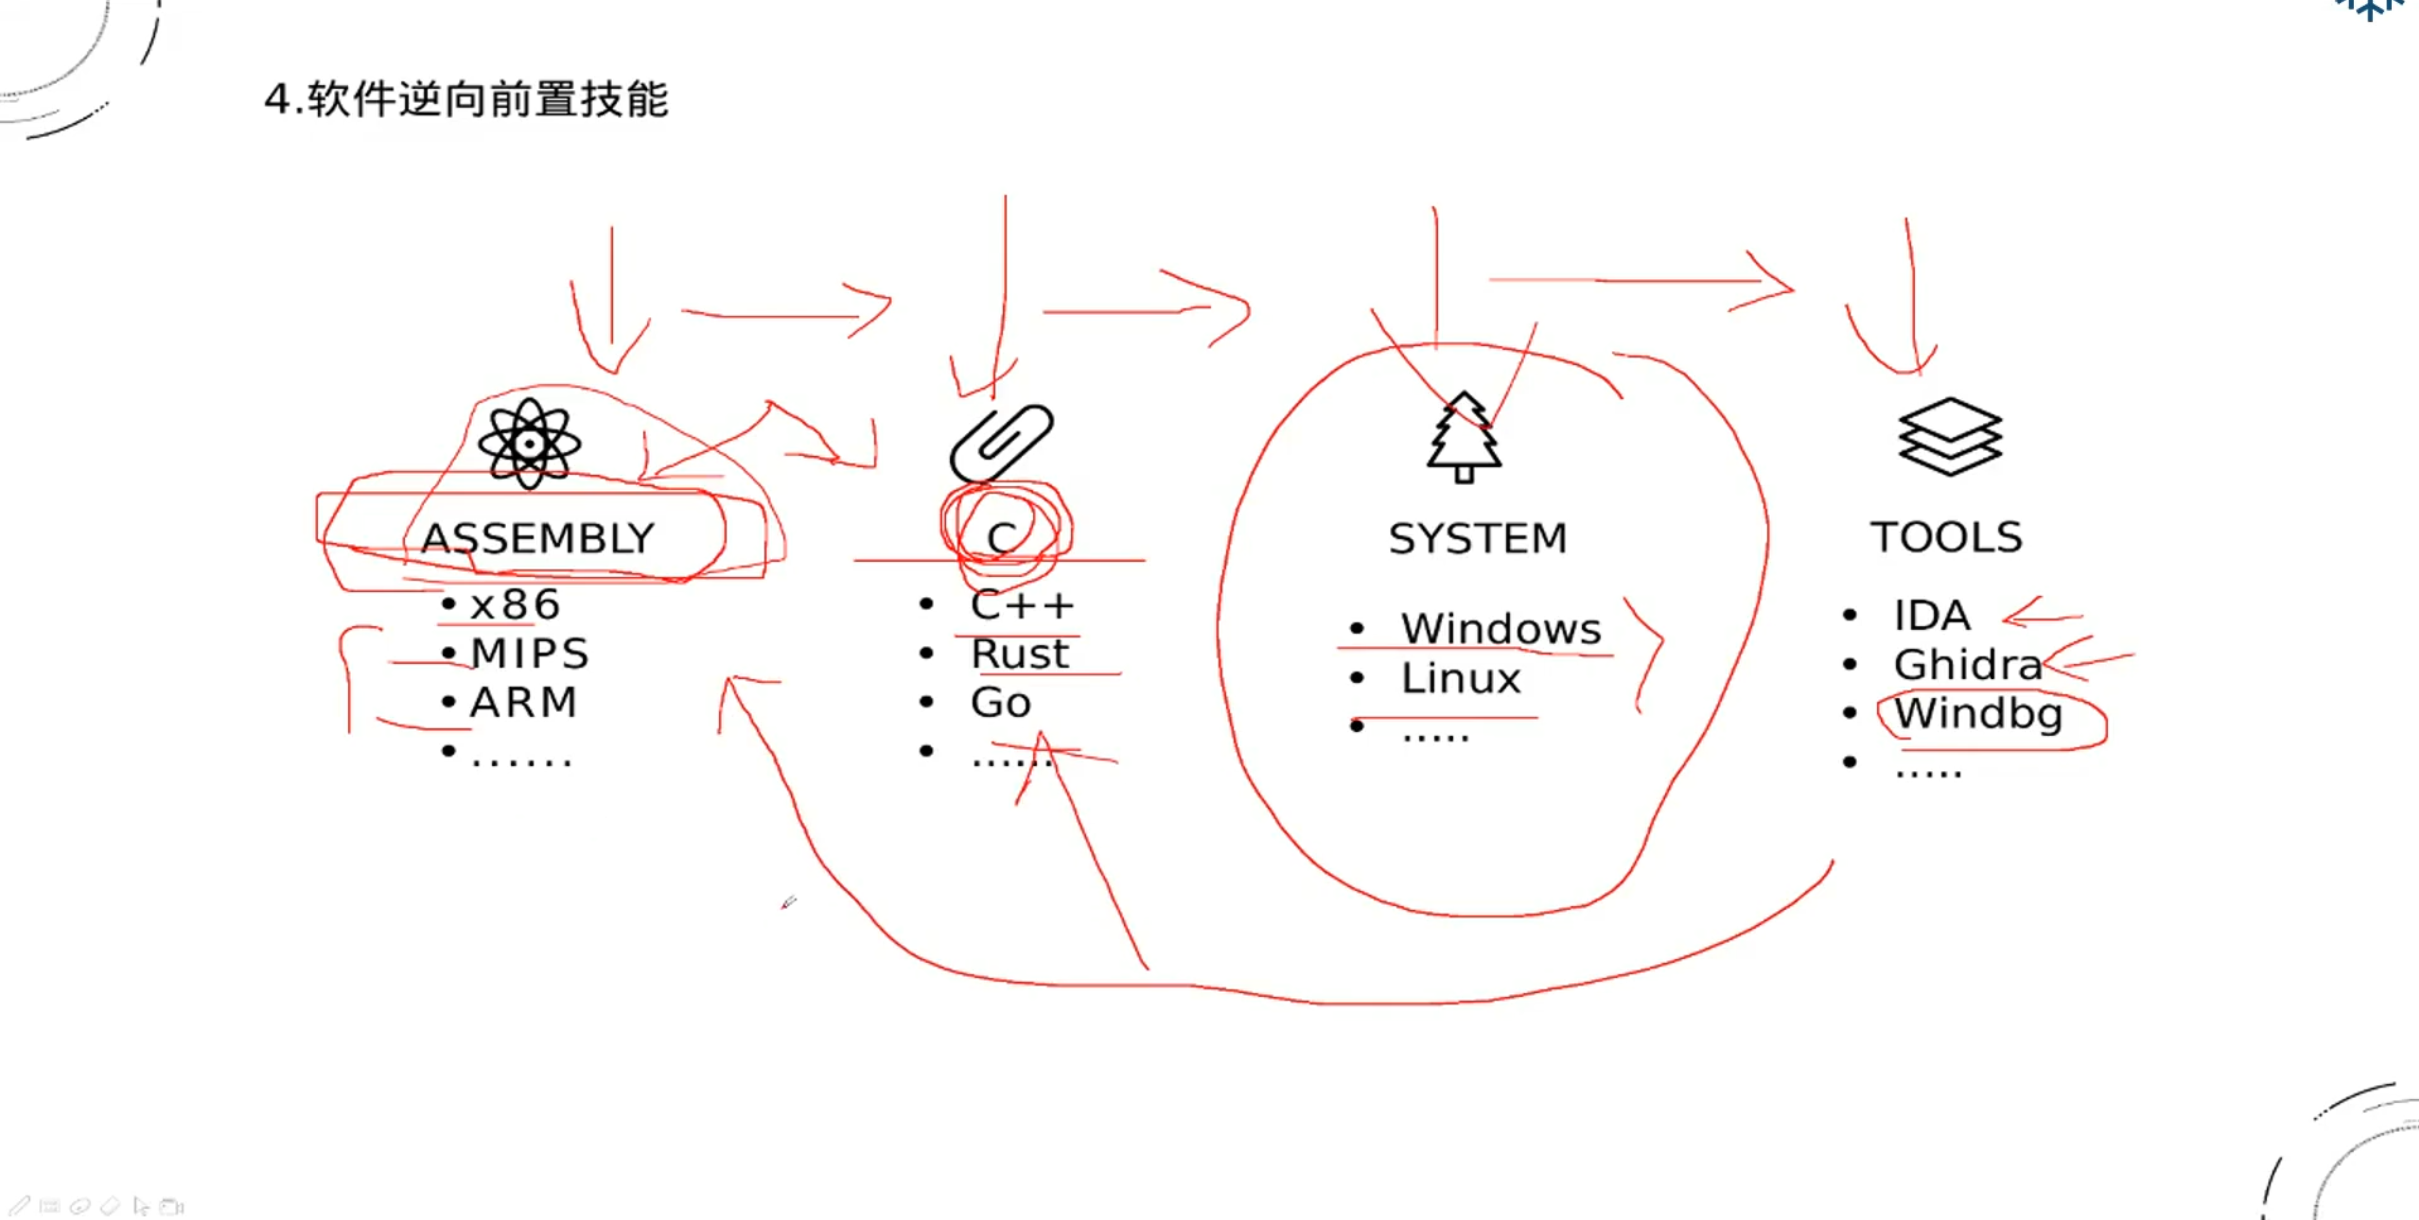 4.软件逆向前置技能
ASSEMBLY
• x86
• MIPS
• ARM
• ......
C
• C++
• Rust
• Go
• ......
SYSTEM
• Windows
• Linux
• .....
TOOLS
• IDA
• Ghidra
• Windbg
• .....